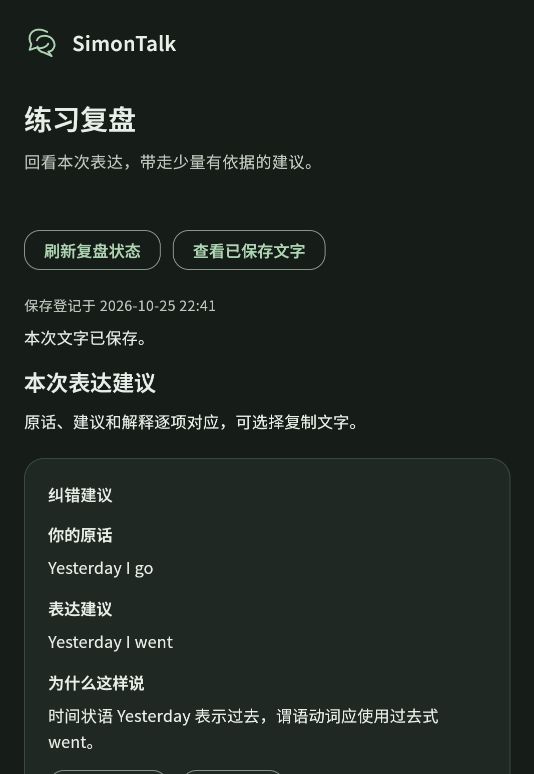 SimonTalk
练习复盘
回看本次表达，带走少量有依据的建议。
刷新复盘状态 查看已保存文字
保存登记于 2026-10-25 22:41
本次文字已保存。
本次表达建议
原话、建议和解释逐项对应，可选择复制文字。
纠错建议
你的原话
Yesterday I go
表达建议
Yesterday I went
为什么这样说
时间状语 Yesterday 表示过去，谓语动词应使用过去式
went。